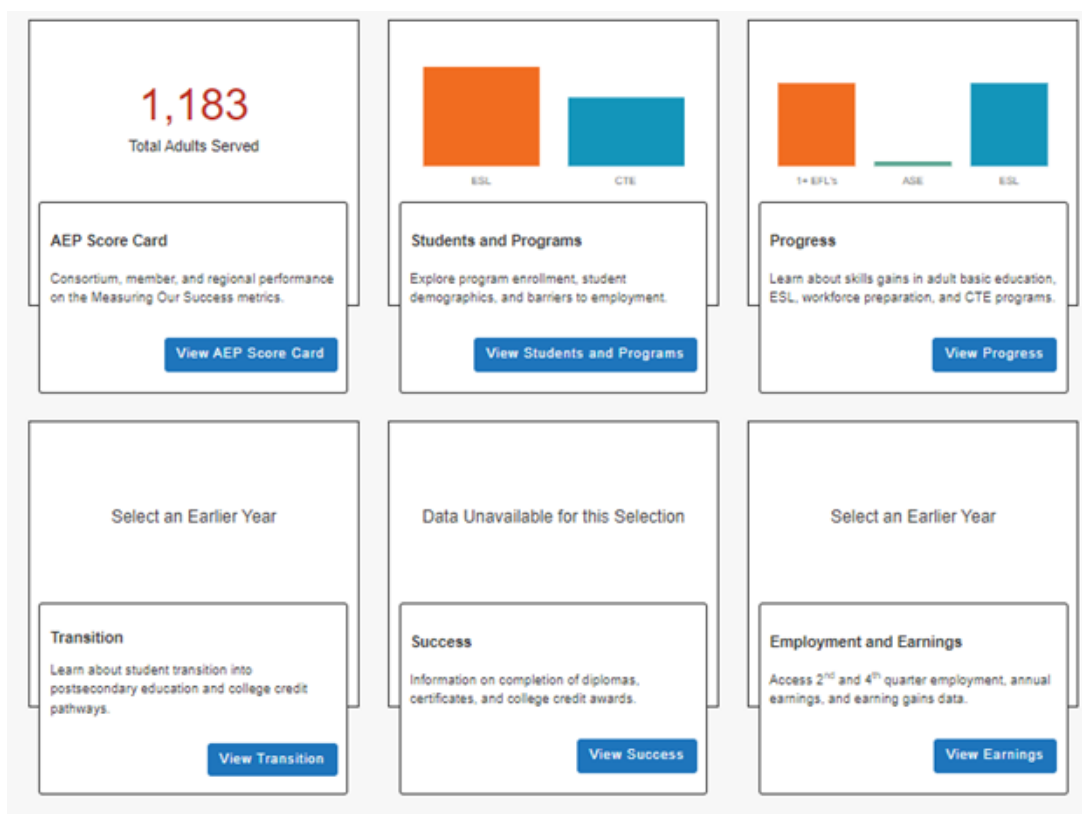 1,183
Total Adults Served
AEP Score Card
Consortium, member, and regional performance
on the Measuring Our Success metrics.
View AEP Score Card
ESL
CTE
Students and Programs
Explore program enrollment, student
demographics, and barriers to employment.
View Students and Programs
1+ EFL's
ASE
ESL
Progress
Learn about skills gains in adult basic education,
ESL, workforce preparation, and CTE programs.
View Progress
Select an Earlier Year
Transition
Learn about student transition into
postsecondary education and college credit
pathways.
View Transition
Data Unavailable for this Selection
Success
Information on completion of diplomas,
certificates, and college credit awards.
View Success
Select an Earlier Year
Employment and Earnings
Access 2nd and 4th quarter employment, annual
earnings, and earning gains data.
View Earnings